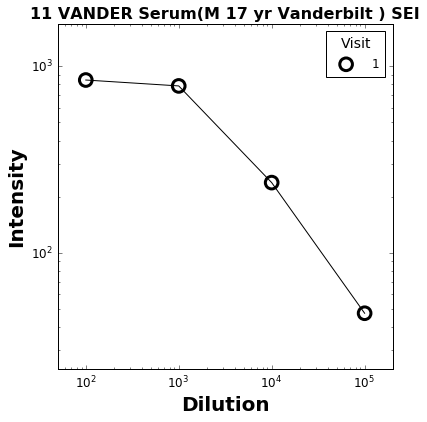 11 VANDER Serum(M 17 yr Vanderbilt ) SEI
Visit
1
10³
10²
Intensity
10² 10³ 10⁴ 10⁵
Dilution